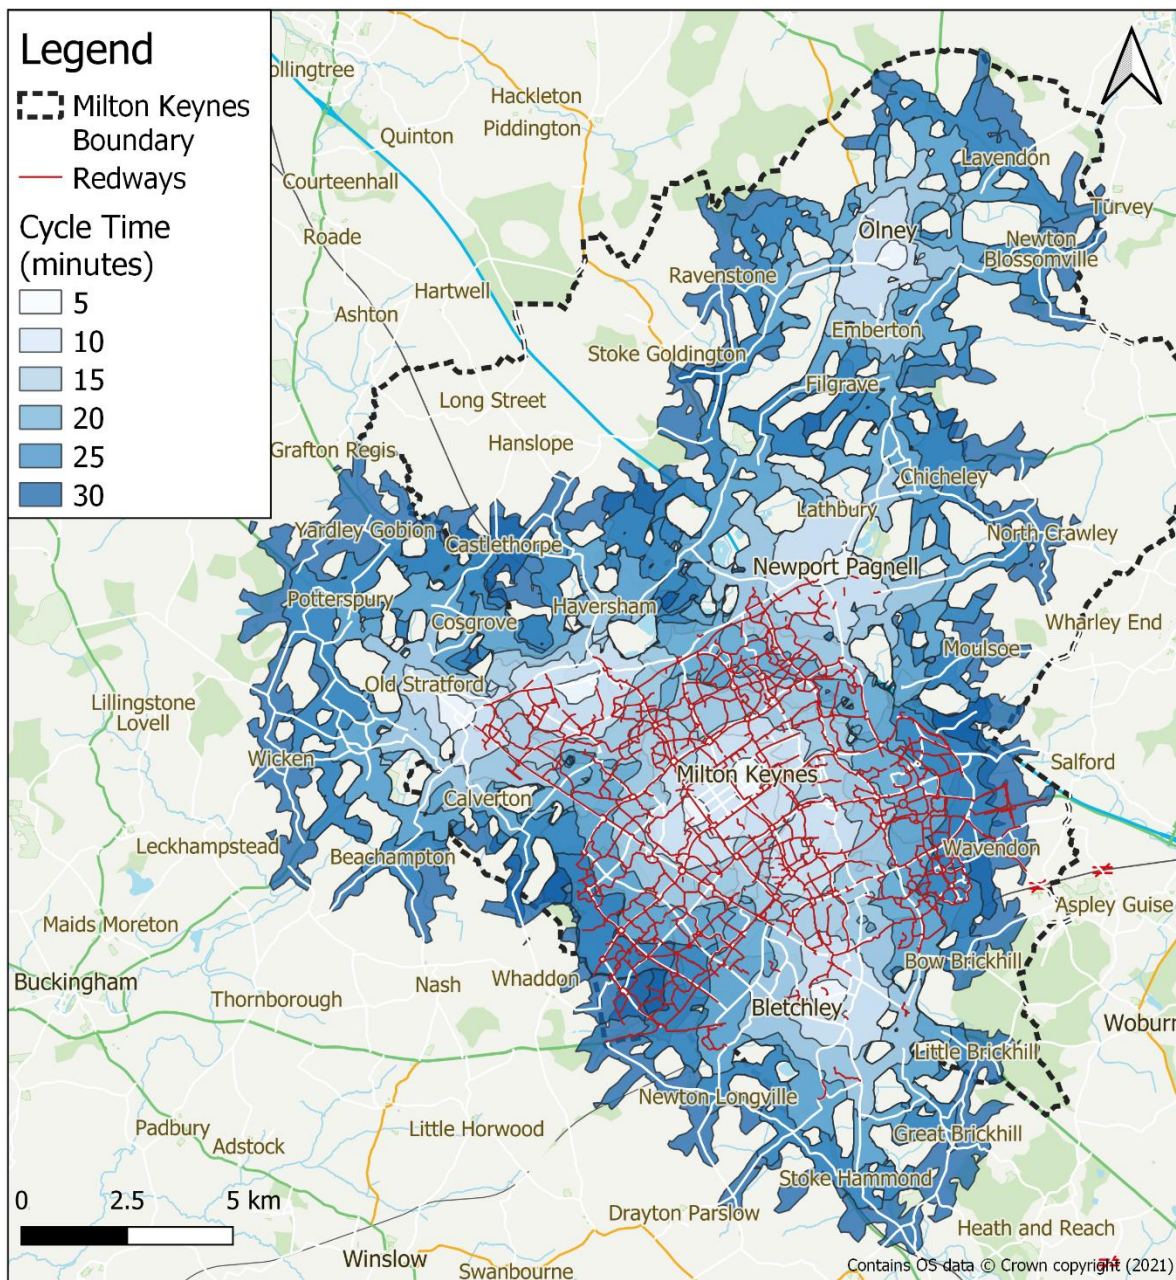 Legend
Milton Keynes
Boundary
Redways
Cycle Time
(minutes)
5
10
15
20
25
30
ollingtree
Hackleton
Piddington
Quinton
Courteenhall
Roade
Hartwell
Ashton
Long Street
Hanslope
Grafton Regis
Lavendon
Turvey
Olney
Newton
Blossomville
Ravenstone
Emberton
Stoke Goldington
Filgrave
Chicheley
Lathbury
North Crawley
Yardley Gobion
Castlethorpe
Newport Pagnell
Potterspury
Cosgrove
Haversham
Wharley End
Moulsoe
Old Stratford
Lillingstone
Lovell
Wicken
Milton Keynes
Salford
Calverton
Leckhampstead
Beachampton
Wavendon
Aspley Guise
Maids Moreton
Buckingham
Nash
Whaddon
Bow Brickhill
Thornborough
Bletchley
Woburn
Little Brickhill
Newton Longville
Padbury
Adstock
Little Horwood
Great Brickhill
Stoke Hammond
0 2.5 5 km
Drayton Parslow
Heath and Reach
Winslow
Swanbourne
Contains OS data © Crown copyright (2021)